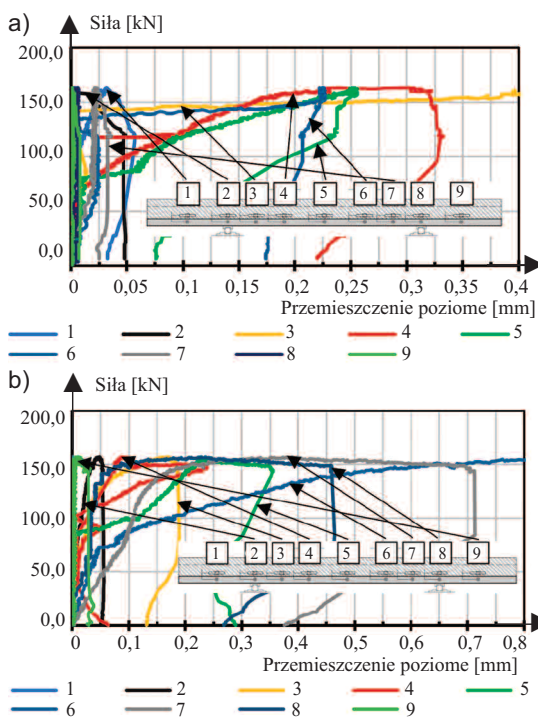 a)
Siła [kN]
200,0
150,0
100,0
50,0
0,0
1 2 3 4 5 6 7 8 9
0 0,05 0,1 0,15 0,2 0,25 0,3 0,35 0,4
Przemieszczenie poziome [mm]
1 2 3 4 5
6 7 8 9
b)
Siła [kN]
200,0
150,0
100,0
50,0
0,0
1 2 3 4 5 6 7 8 9
0 0,1 0,2 0,3 0,4 0,5 0,6 0,7 0,8
Przemieszczenie poziome [mm]
1 2 3 4 5
6 7 8 9